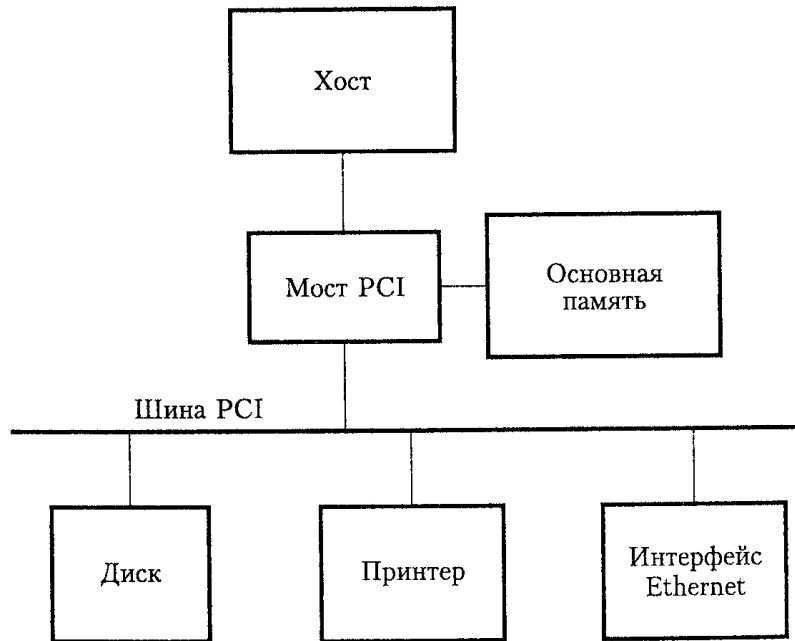 Хост
Мост PCI
Основная
память
Шина PCI
Диск
Принтер
Интерфейс
Ethernet